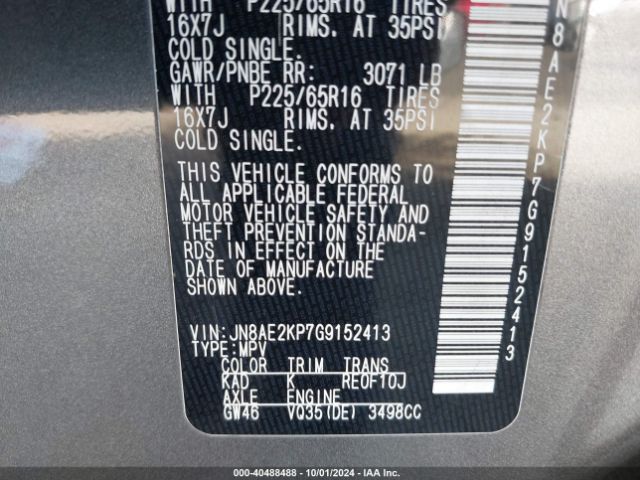 WITH P225/65R16 TIRES
16X7J RIMS, AT 35PSI
COLD SINGLE.
GAWR/PNBE RR: 3071 LB
WITH P225/65R16 TIRES
16X7J RIMS, AT 35PSI
COLD SINGLE.
THIS VEHICLE CONFORMS TO
ALL APPLICABLE FEDERAL
MOTOR VEHICLE SAFETY AND
THEFT PREVENTION STANDA-
RDS IN EFFECT ON THE
DATE OF MANUFACTURE
SHOWN ABOVE.
VIN:JN8AE2KP7G9152413
TYPE:MPV
COLOR TRIM TRANS
KAD K REOF10J
AXLE ENGINE
GW46 VQ35(DE) 3498CC
N8AE2KP7G9152413
000-40488488 - 10/01/2024 - IAA Inc.